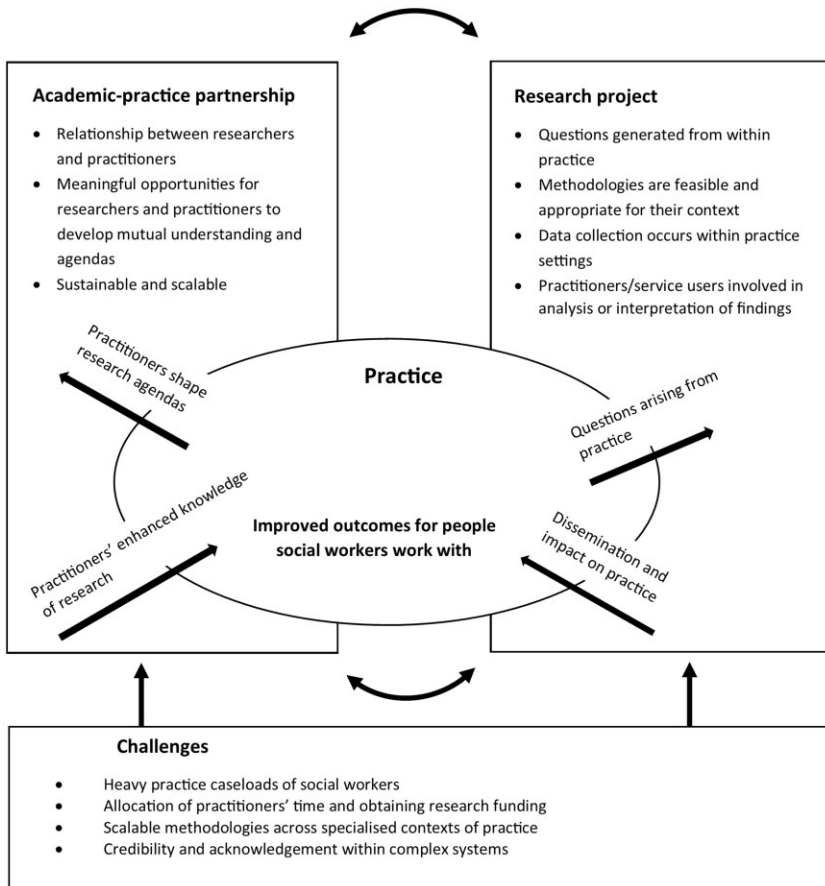 Academic-practice partnership
• Relationship between researchers
and practitioners
• Meaningful opportunities for
researchers and practitioners to
develop mutual understanding and
agendas
• Sustainable and scalable
Research project
• Questions generated from within
practice
• Methodologies are feasible and
appropriate for their context
• Data collection occurs within practice
settings
• Practitioners/service users involved in
analysis or interpretation of findings
Practitioners shape
research agendas
Practice
Questions arising from
practice
Practitioners’ enhanced knowledge
of research
Improved outcomes for people
social workers work with
Dissemination and
impact on practice
Challenges
• Heavy practice caseloads of social workers
• Allocation of practitioners’ time and obtaining research funding
• Scalable methodologies across specialised contexts of practice
• Credibility and acknowledgement within complex systems